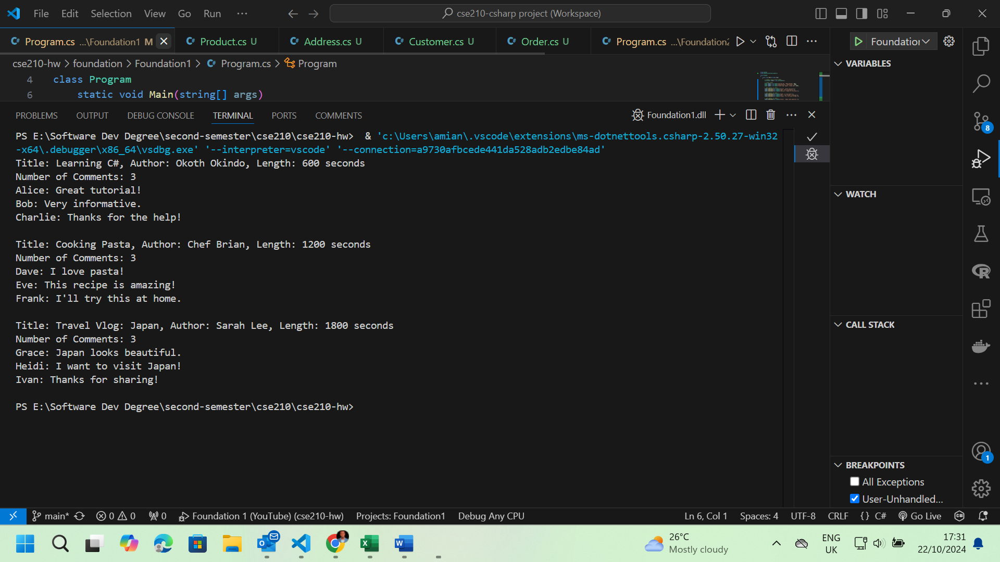 File Edit Selection View Go Run ··· cse210-csharp project (Workspace)
Program.cs ...\Foundation1 M Product.cs U Address.cs U Customer.cs U Order.cs U Program.cs ...\Foundation2 Foundation
cse210-hw > foundation > Foundation1 > Program.cs > Program
4 class Program
6 static void Main(string[] args)
PROBLEMS OUTPUT DEBUG CONSOLE TERMINAL PORTS COMMENTS Foundation1.dll
PS E:\Software Dev Degree\second-semester\cse210\cse210-hw> & 'c:\Users\amian\.vscode\extensions\ms-dotnettools.csharp-2.50.27-win32
-x64\.debugger\x86_64\vsdbg.exe' '--interpreter=vscode' '--connection=a9730afbcede441da528adb2edbe84ad'
Title: Learning C#, Author: Okoth Okindo, Length: 600 seconds
Number of Comments: 3
Alice: Great tutorial!
Bob: Very informative.
Charlie: Thanks for the help!
Title: Cooking Pasta, Author: Chef Brian, Length: 1200 seconds
Number of Comments: 3
Dave: I love pasta!
Eve: This recipe is amazing!
Frank: I'll try this at home.
Title: Travel Vlog: Japan, Author: Sarah Lee, Length: 1800 seconds
Number of Comments: 3
Grace: Japan looks beautiful.
Heidi: I want to visit Japan!
Ivan: Thanks for sharing!
PS E:\Software Dev Degree\second-semester\cse210\cse210-hw>
VARIABLES
WATCH
CALL STACK
BREAKPOINTS
All Exceptions
User-Unhandled...
8
1
main* 0 0 0 Foundation 1 (YouTube) (cse210-hw) Projects: Foundation1 Debug Any CPU Ln 6, Col 1 Spaces: 4 UTF-8 CRLF {} C# Go Live
26°C
Mostly cloudy
ENG
UK
17:31
22/10/2024